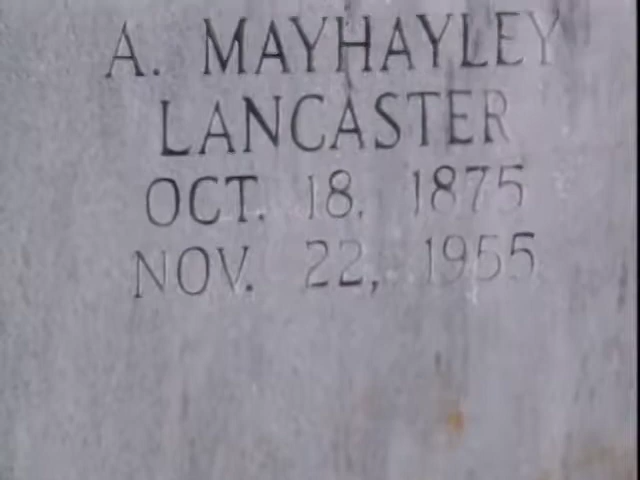 A. MAYHAYLEY
LANCASTER
OCT. 18, 1875
NOV. 22, 1955